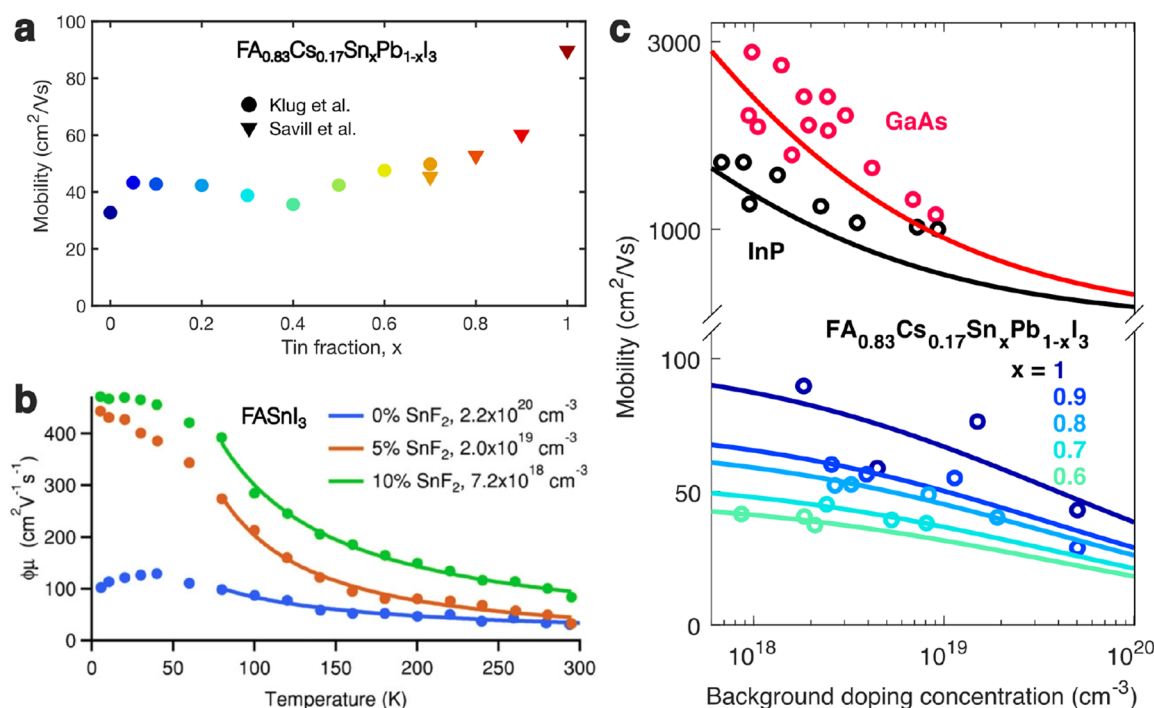 a
100
80
60
40
20
0
Mobility (cm²/Vs)
FA₀.₈₃Cs₀.₁₇SnₓPb₁₋ₓI₃
Klug et al.
Savill et al.
0
0.2
0.4
0.6
0.8
1
Tin fraction, x
b
400
300
200
100
0
ϕμ (cm²V⁻¹s⁻¹)
FASnI₃
0% SnF₂, 2.2x10²⁰ cm⁻³
5% SnF₂, 2.0x10¹⁹ cm⁻³
10% SnF₂, 7.2x10¹⁸ cm⁻³
0
50
100
150
200
250
300
Temperature (K)
c
3000
1000
100
50
0
Mobility (cm²/Vs)
GaAs
InP
FA₀.₈₃Cs₀.₁₇SnₓPb₁₋ₓI₃
x = 1
0.9
0.8
0.7
0.6
10¹⁸
10¹⁹
10²⁰
Background doping concentration (cm⁻³)